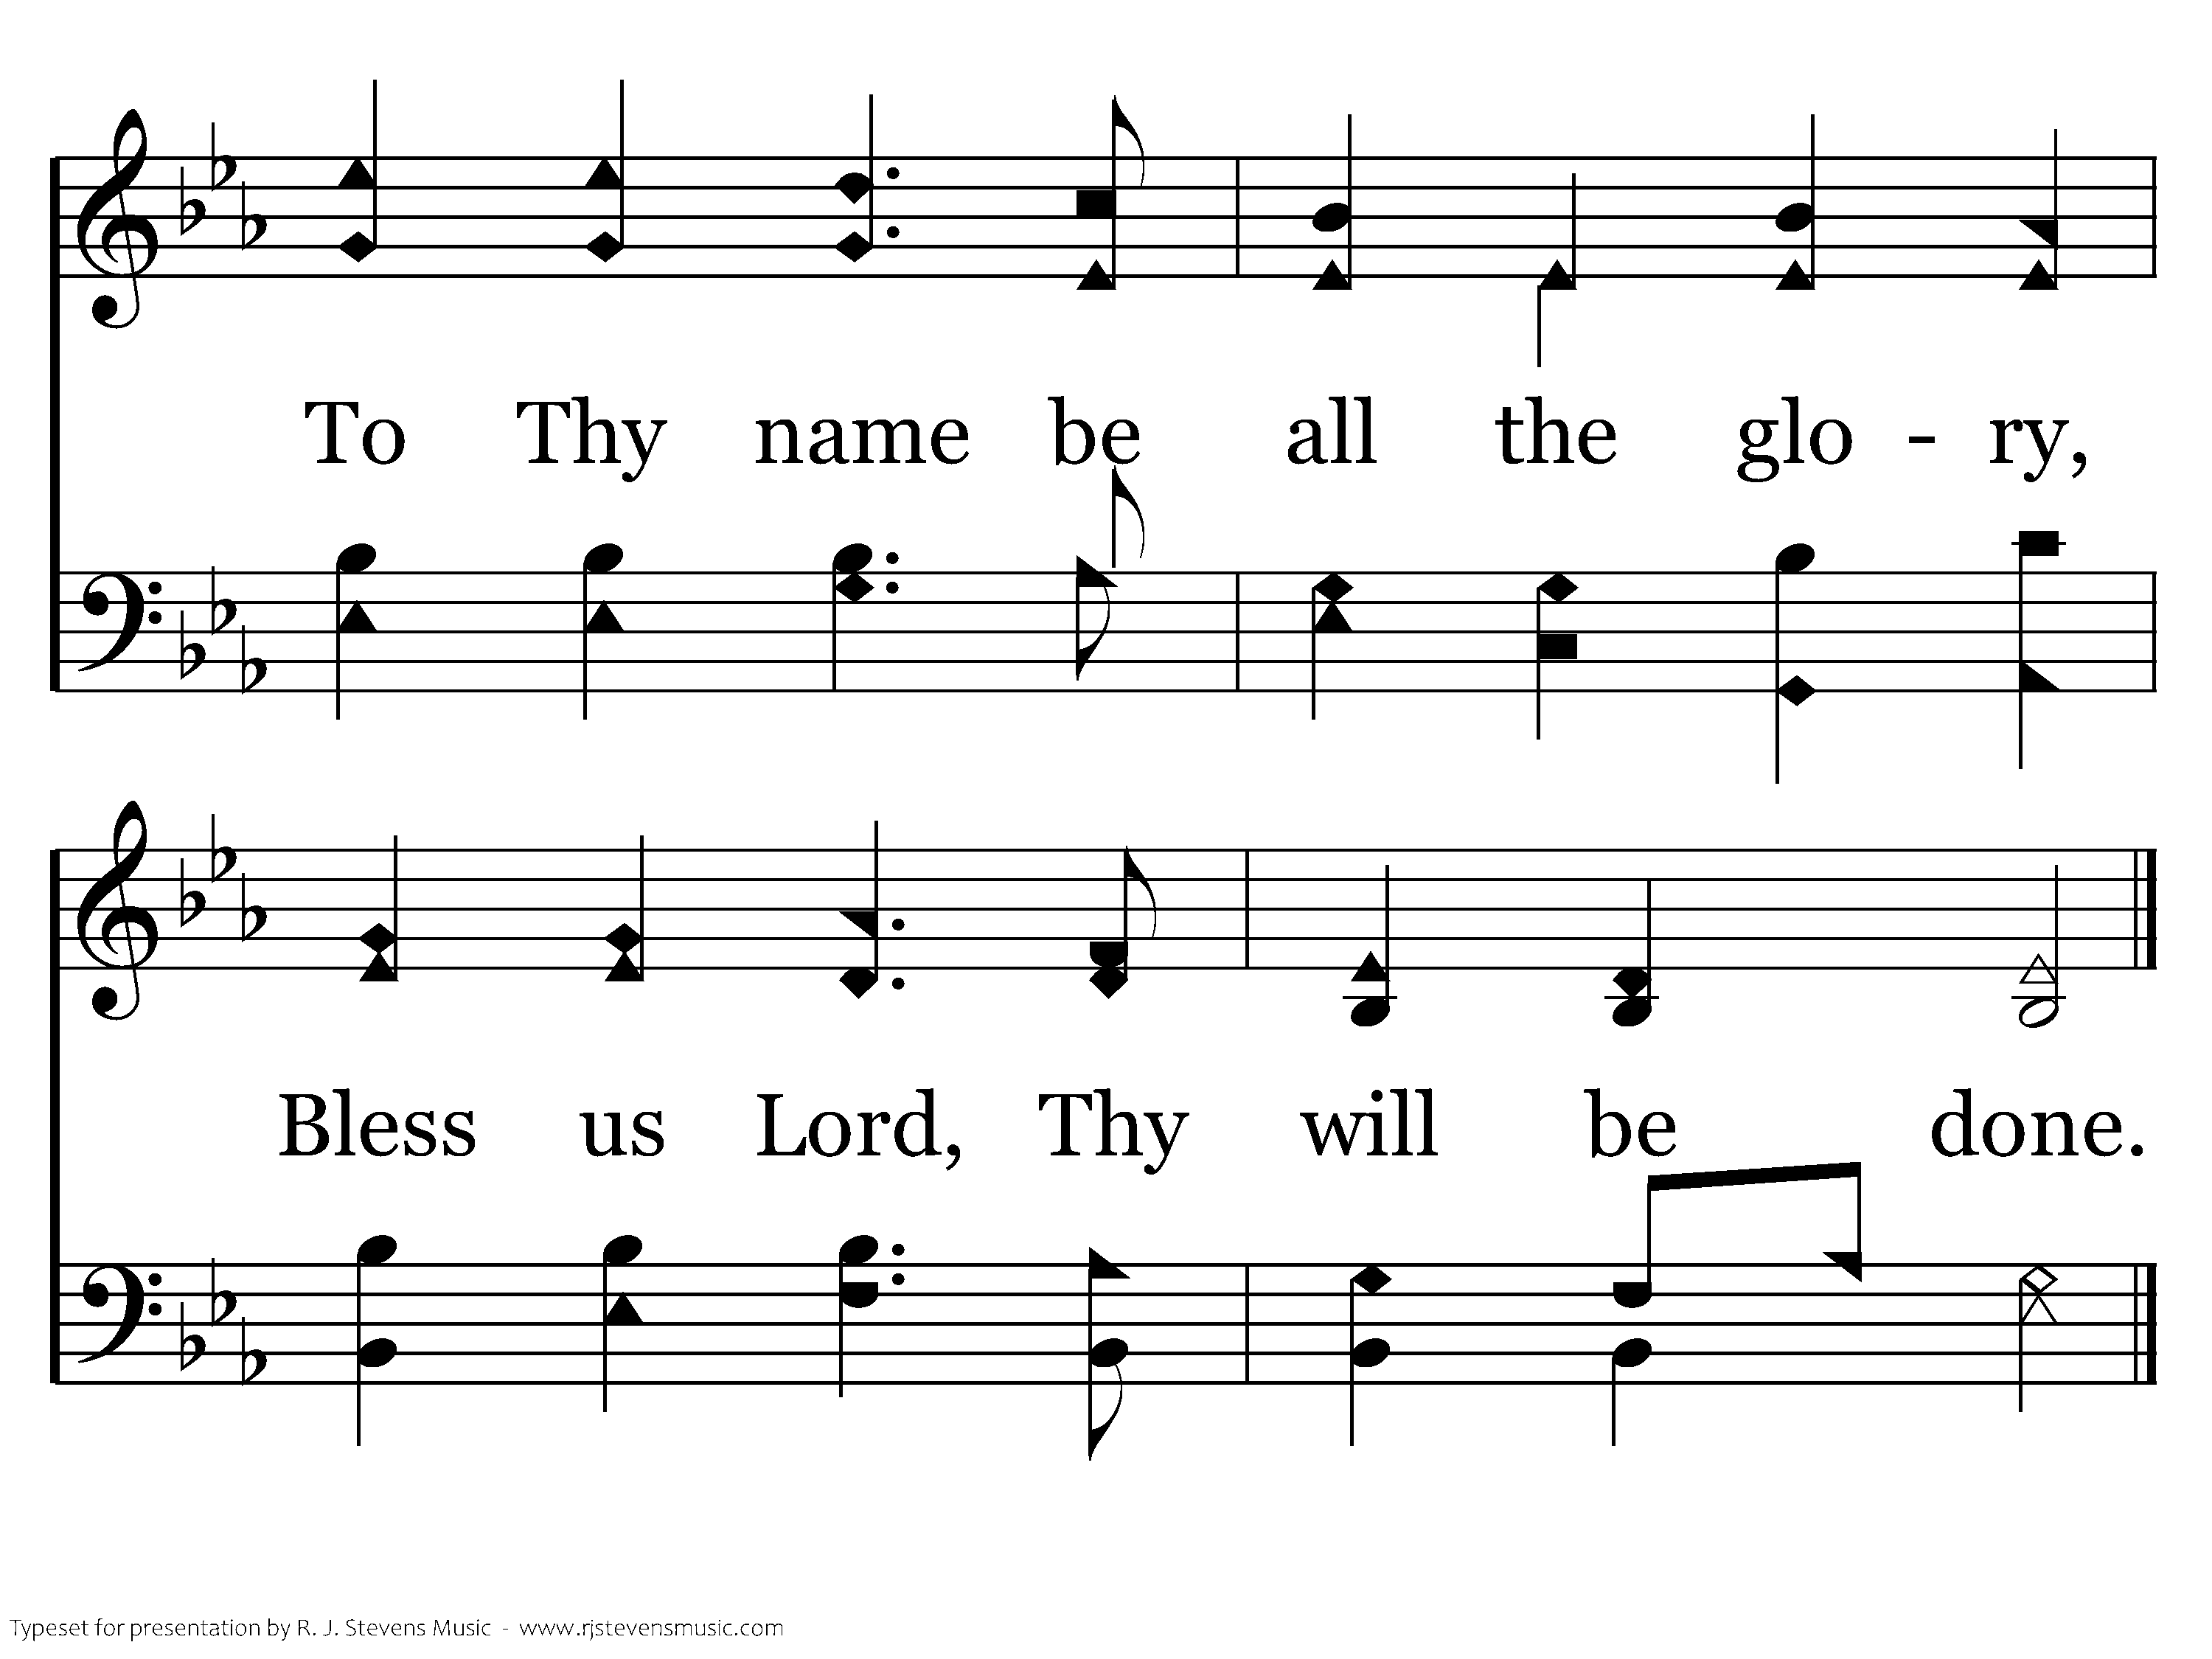 To Thy name be all the glo - ry,
Bless us Lord, Thy will be done.
Typeset for presentation by R. J. Stevens Music - www.rjstevensmusic.com